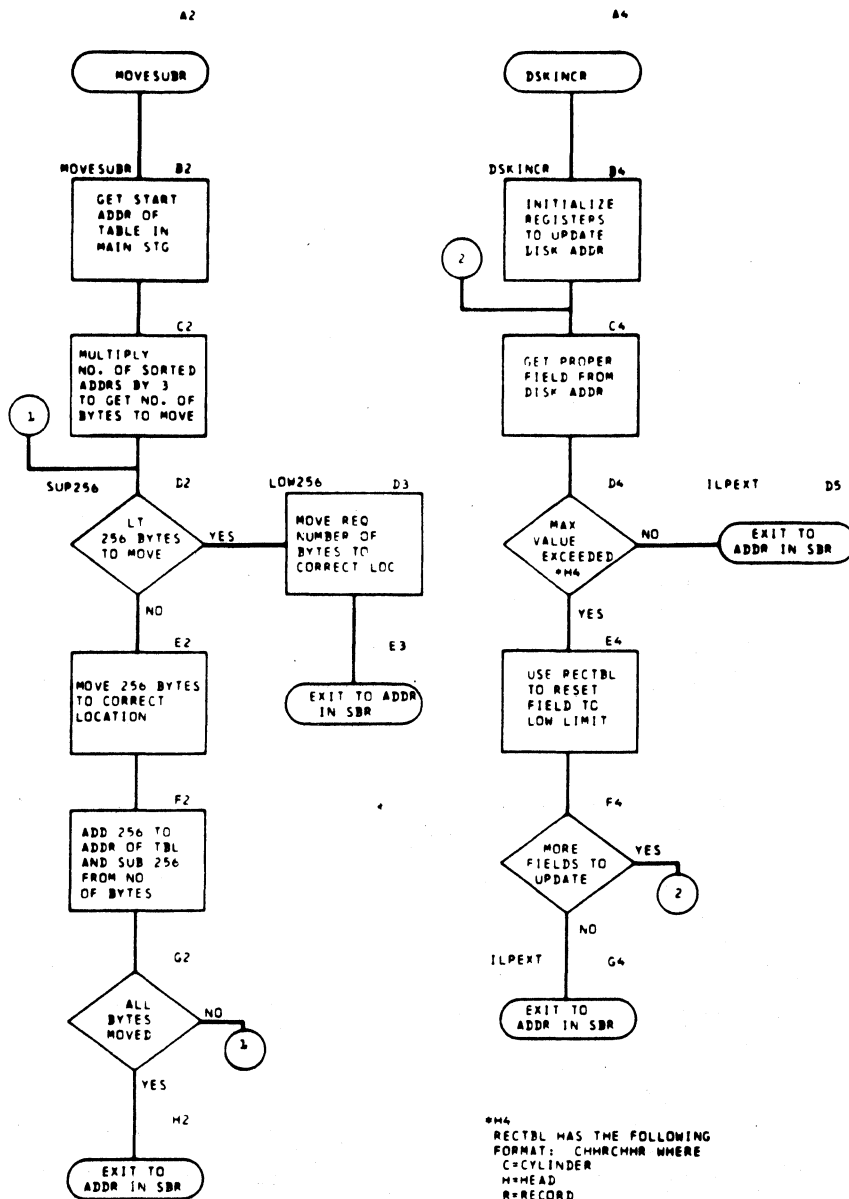 A2
MOVESUBR
MOVESUBR B2
GET START
ADDR OF
TABLE IN
MAIN STG
C2
MULTIPLY
NO. OF SORTED
ADDRS BY 3
TO GET NO. OF
BYTES TO MOVE
1
SUP256 D2
LT
256 BYTES
TO MOVE
YES
LOW256 D3
MOVE REQ
NUMBER OF
BYTES TO
CORRECT LOC
E3
EXIT TO ADDR
IN SBR
NO
E2
MOVE 256 BYTES
TO CORRECT
LOCATION
F2
ADD 256 TO
ADDR OF TBL
AND SUB 256
FROM NO
OF BYTES
G2
ALL
BYTES
MOVED
NO
1
YES
H2
EXIT TO
ADDR IN SBR
A4
DSKINCR
DSKINCR B4
INITIALIZE
REGISTERS
TO UPDATE
DISK ADDR
2
C4
GET PROPER
FIELD FROM
DISK ADDR
D4
MAX
VALUE
EXCEEDED
*H4
NO
ILPEXT D5
EXIT TO
ADDR IN SBR
YES
E4
USE RECTBL
TO RESET
FIELD TO
LOW LIMIT
F4
MORE
FIELDS TO
UPDATE
YES
2
NO
ILPEXT G4
EXIT TO
ADDR IN SBR
*H4
RECTBL HAS THE FOLLOWING
FORMAT: CHHRCHHR WHERE
C=CYLINDER
H=HEAD
R=RECORD